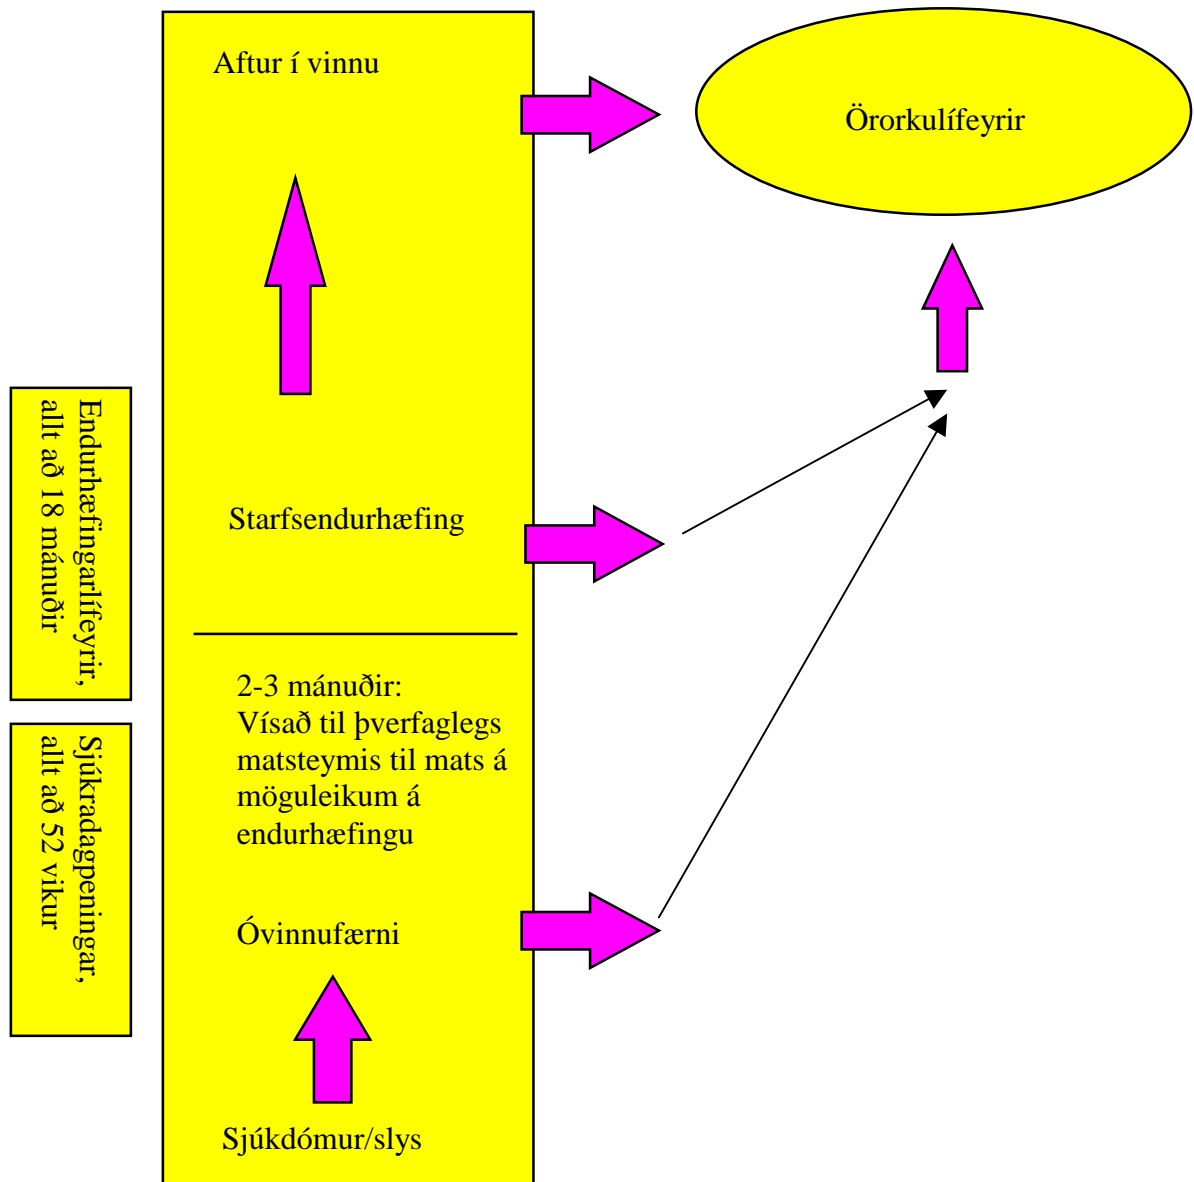 Aftur í vinnu
Örorkulífeyrir
Endurhæfingarlífeyrir,
allt að 18 mánuðir
Starfsendurhæfing
2-3 mánuðir:
Vísað til þverfaglegs
matsteymis til mats á
möguleikum á
endurhæfingu
Sjúkradagpeningar,
allt að 52 vikur
Óvinnufærni
Sjúkdómur/slys